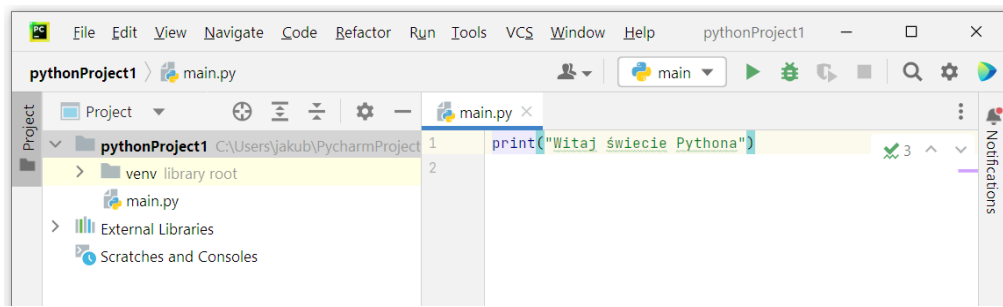 PC
File Edit View Navigate Code Refactor Run Tools VCS Window Help pythonProject1
pythonProject1 main.py main
Project
Project
main.py
pythonProject1 C:\Users\jakub\PycharmProject
venv library root
main.py
External Libraries
Scratches and Consoles
1 print("Witaj świecie Pythona")
2
3
Notifications